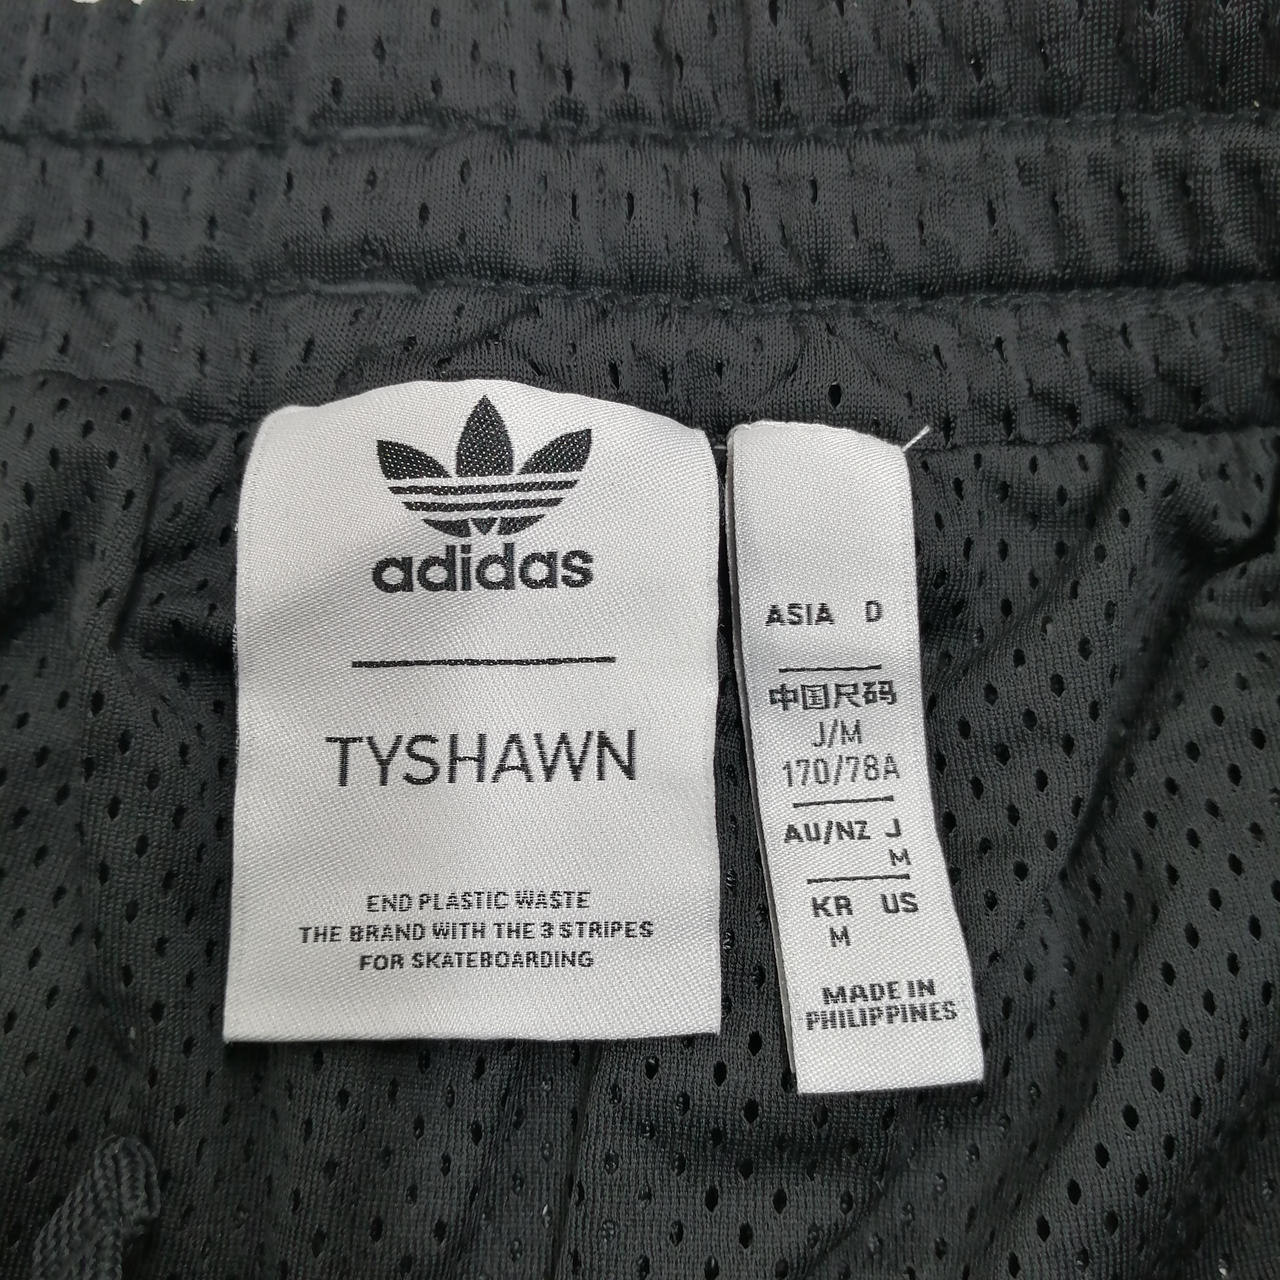 adidas
TYSHAWN
END PLASTIC WASTE
THE BRAND WITH THE 3 STRIPES
FOR SKATEBOARDING
ASIA D
中国尺码
J/M
170/78A
AU/NZ J
M
KR US
M
MADE IN
PHILIPPINES